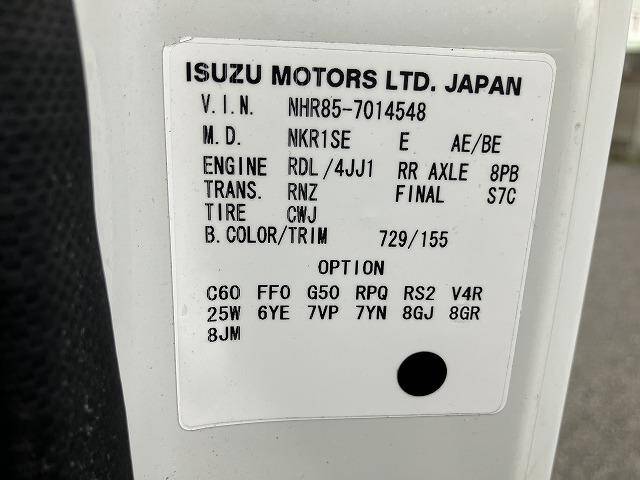 ISUZU MOTORS LTD. JAPAN
V.I.N. NHR85-7014548
M.D. NKR1SE E AE/BE
ENGINE RDL/4JJ1 RR AXLE 8PB
TRANS. RNZ FINAL S7C
TIRE CWJ
B.COLOR/TRIM 729/155
OPTION
C60 FF0 G50 RPQ RS2 V4R
25W 6YE 7VP 7YN 8GJ 8GR
8JM